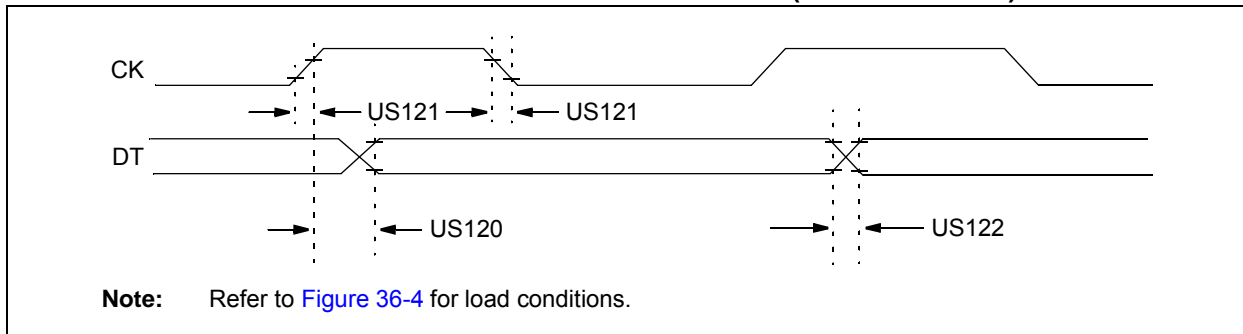 CK
US121
US121
DT
US120
US122
Note: Refer to Figure 36-4 for load conditions.